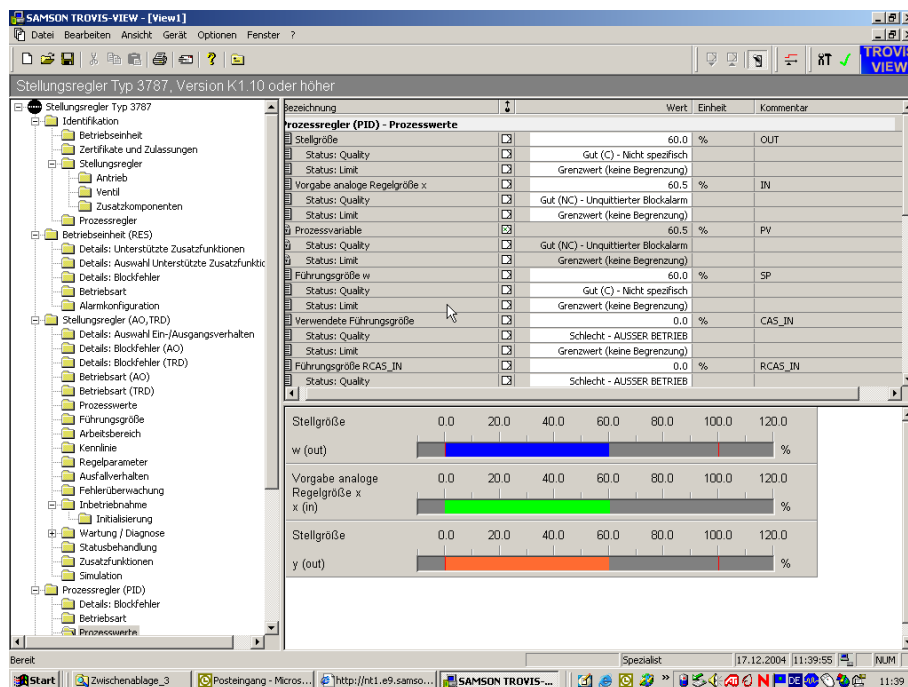 SAMSON TROVIS-VIEW - [View1]
Datei Bearbeiten Ansicht Gerät Optionen Fenster ?
TROVIS
VIEW
Stellungsregler Typ 3787, Version K1.10 oder höher
Stellungsregler Typ 3787
Identifikation
Betriebseinheit
Zertifikate und Zulassungen
Stellungsregler
Antrieb
Ventil
Zusatzkomponenten
Prozessregler
Betriebseinheit (RES)
Details: Unterstützte Zusatzfunktionen
Details: Auswahl Unterstützte Zusatzfunktic
Details: Blockfehler
Betriebsart
Alarmkonfiguration
Stellungsregler (AO,TRD)
Details: Auswahl Ein-/Ausgangsverhalten
Details: Blockfehler (AO)
Details: Blockfehler (TRD)
Betriebsart (AO)
Betriebsart (TRD)
Prozesswerte
Führungsgröße
Arbeitsbereich
Kennlinie
Regelparameter
Ausfallverhalten
Fehlerüberwachung
Inbetriebnahme
Initialisierung
Wartung / Diagnose
Statusbehandlung
Zusatzfunktionen
Simulation
Prozessregler (PID)
Details: Blockfehler
Betriebsart
Prozesswerte
Bezeichnung Wert Einheit Kommentar
Prozessregler (PID) - Prozesswerte
Stellgröße 60.0 % OUT
Status: Quality Gut (C) - Nicht spezifisch
Status: Limit Grenzwert (keine Begrenzung)
Vorgabe analoge Regelgröße x 60.5 % IN
Status: Quality Gut (NC) - Unquittierter Blockalarm
Status: Limit Grenzwert (keine Begrenzung)
Prozessvariable 60.5 % PV
Status: Quality Gut (NC) - Unquittierter Blockalarm
Status: Limit Grenzwert (keine Begrenzung)
Führungsgröße w 60.0 % SP
Status: Quality Gut (C) - Nicht spezifisch
Status: Limit Grenzwert (keine Begrenzung)
Verwendete Führungsgröße 0.0 % CAS_IN
Status: Quality Schlecht - AUSSER BETRIEB
Status: Limit Grenzwert (keine Begrenzung)
Führungsgröße RCAS_IN 0.0 % RCAS_IN
Status: Quality Schlecht - AUSSER BETRIEB
Stellgröße 0.0 20.0 40.0 60.0 80.0 100.0 120.0
w (out) %
Vorgabe analoge 0.0 20.0 40.0 60.0 80.0 100.0 120.0
Regelgröße x
x (in) %
Stellgröße 0.0 20.0 40.0 60.0 80.0 100.0 120.0
y (out) %
Bereit Spezialist 17.12.2004 11:39:55 NUM
Start Zwischenablage_3 Posteingang - Micros... http://nt1.e9.samso... SAMSON TROVIS-... » DE 11:39